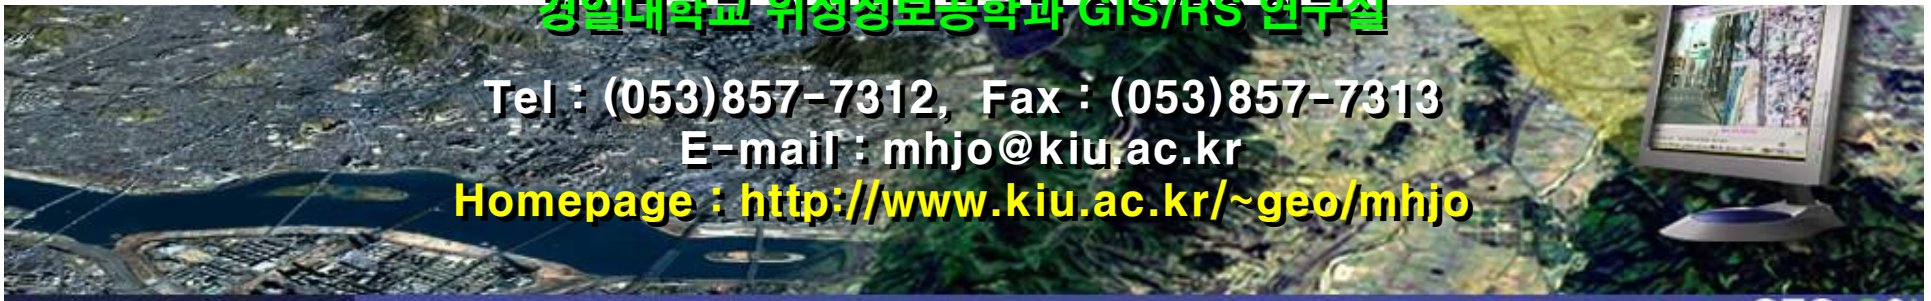 경일대학교 위성정보공학과 GIS/RS 연구실
Tel : (053)857-7312, Fax : (053)857-7313
E-mail : mhjo@kiu.ac.kr
Homepage : http://www.kiu.ac.kr/~geo/mhjo